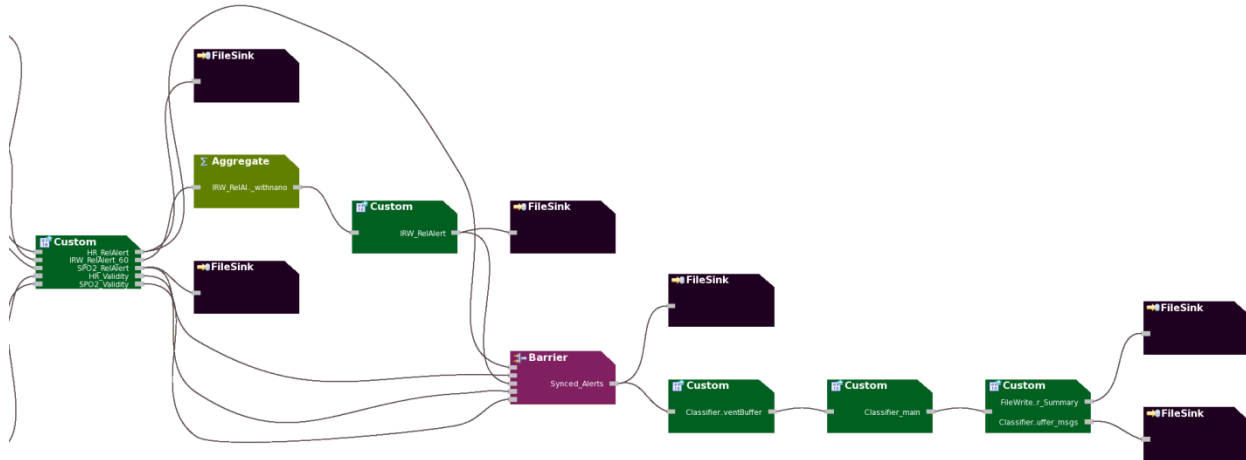 FileSink
Aggregate
IRW_RelAl.._withnano
Custom
IRW_RelAlert
FileSink
Custom
HR_RelAlert
IRW_RelAlert_60
SPO2_RelAlert
HR_Validity
SPO2_Validity
FileSink
FileSink
Barrier
Synced_Alerts
Custom
Classifier..ventBuffer
Custom
Classifier_main
Custom
FileWrite..r_Summary
Classifier..uffer_msgs
FileSink
FileSink